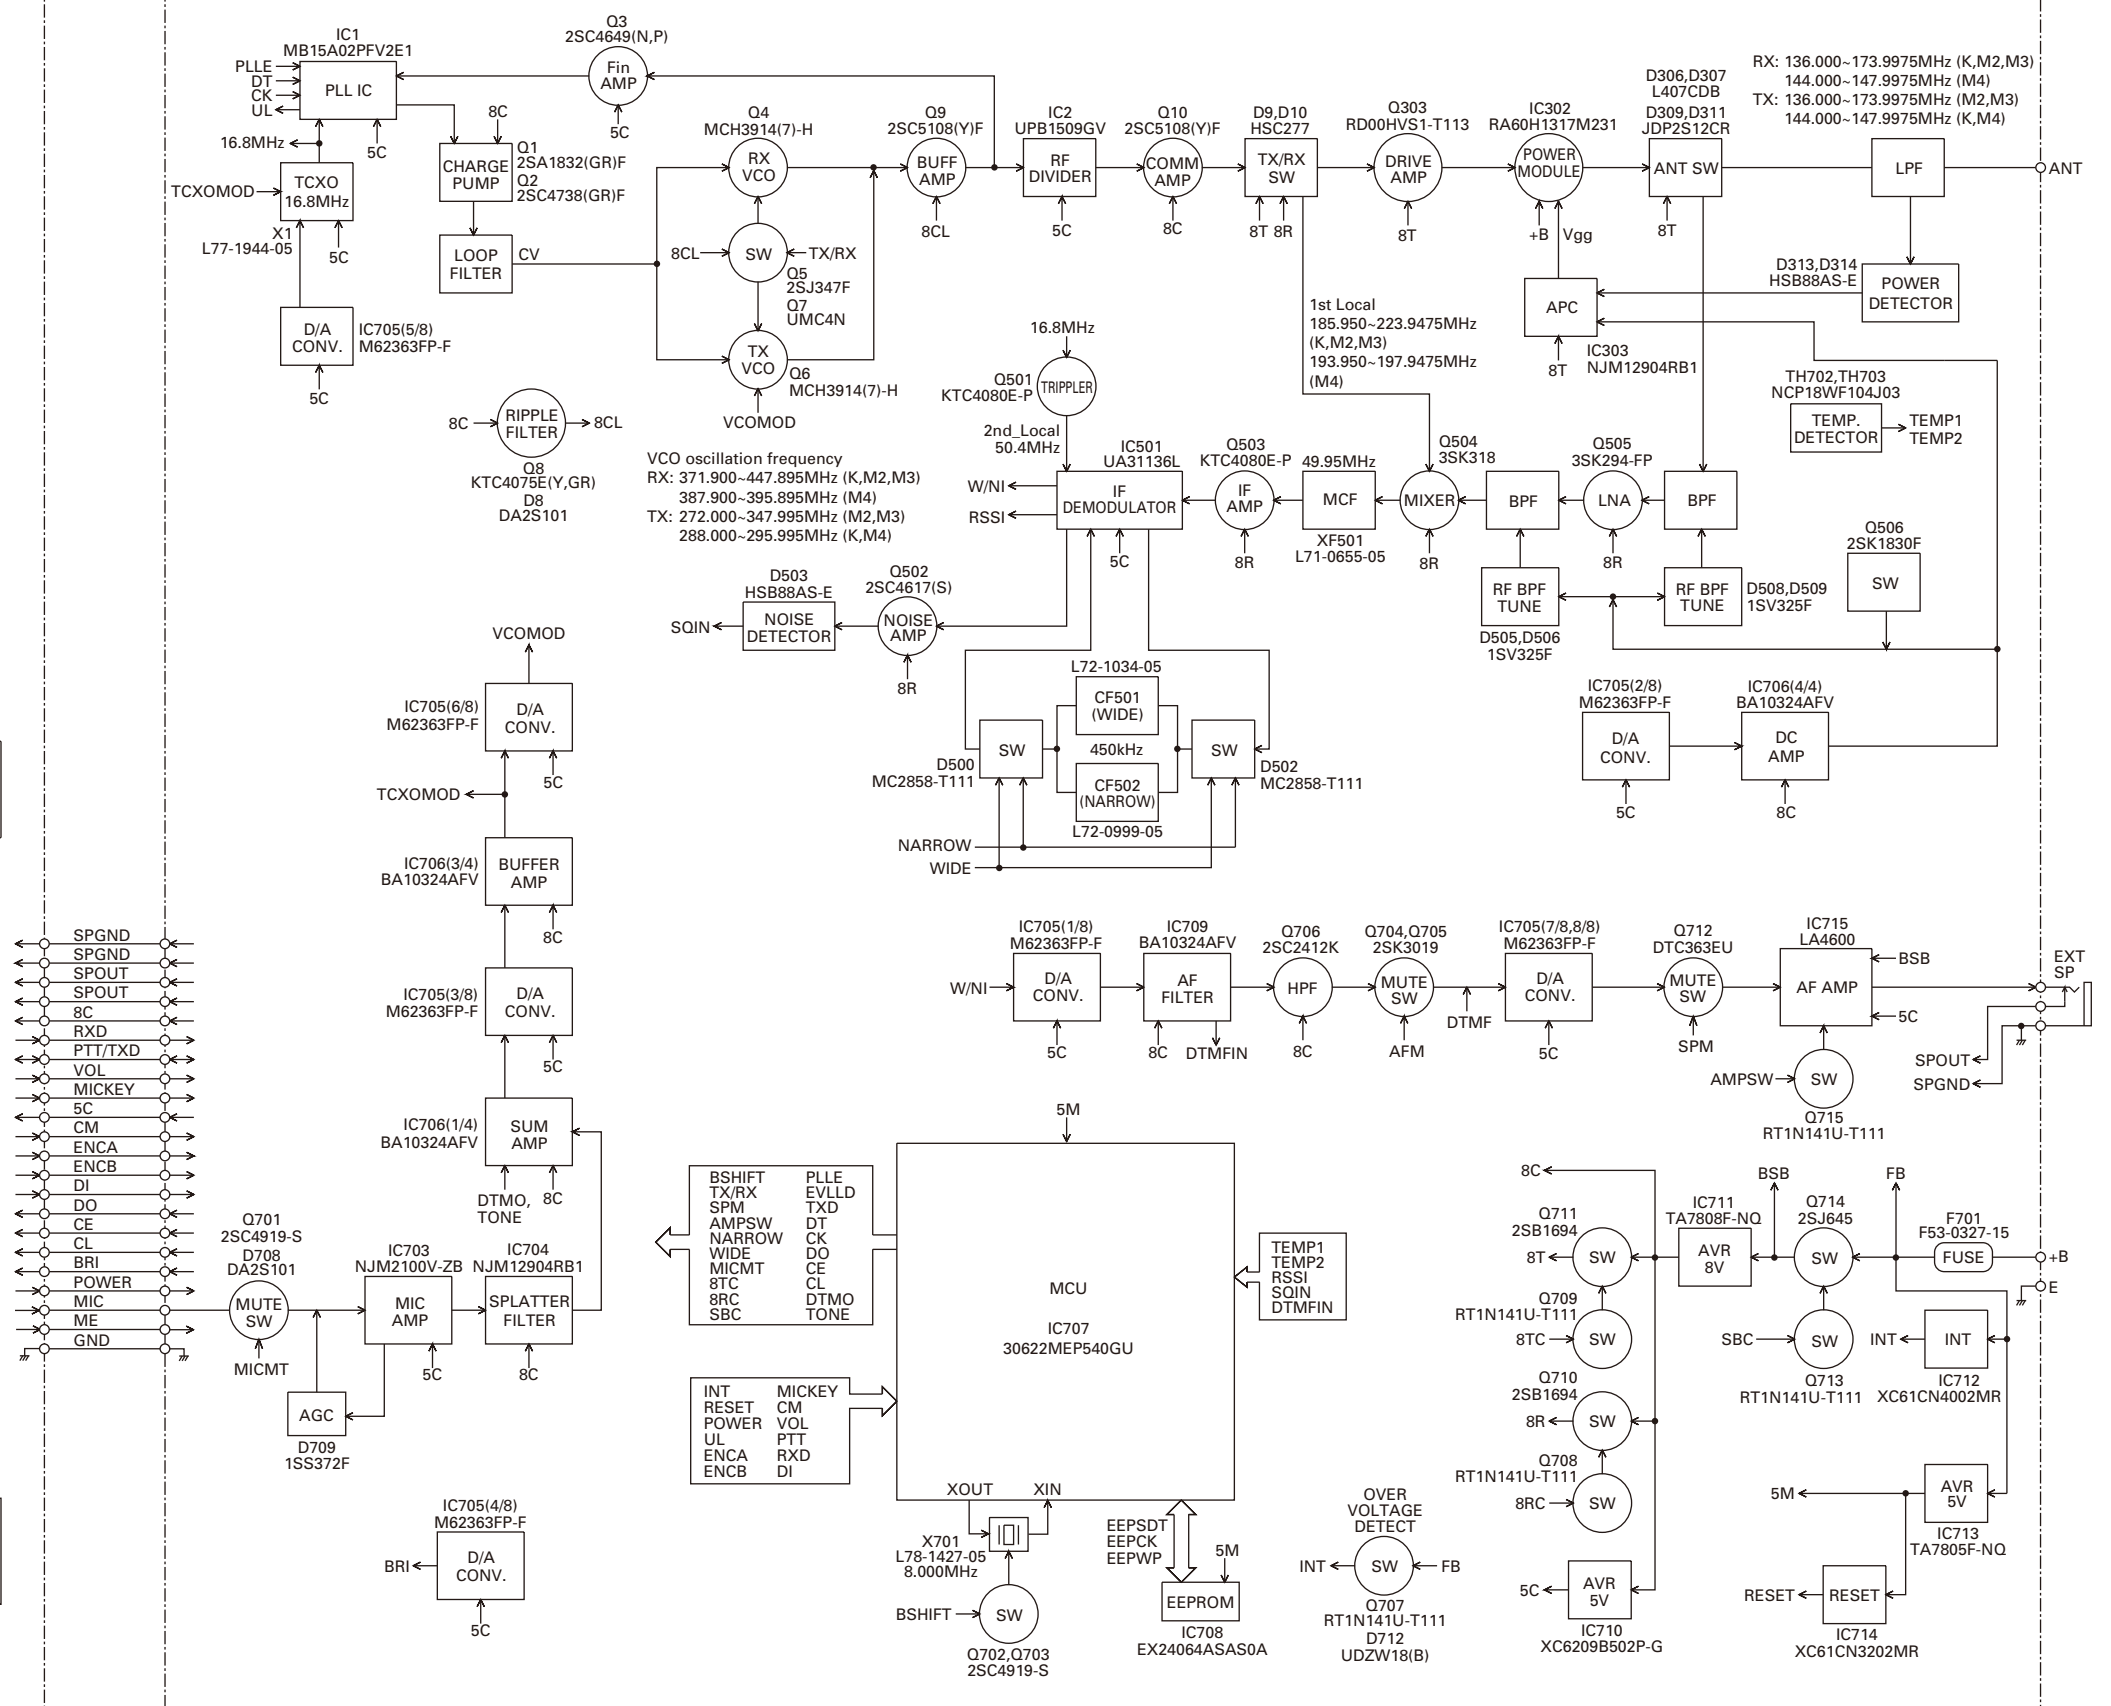 IC1
MB15A02PFV2E1
PLLE
DT
CK
UL
PLL IC
16.8MHz
5C
TCXOMOD
TCXO
16.8MHz
X1
L77-1944-05
5C
D/A
CONV.
IC705(5/8)
M62363FP-F
5C
Q3
2SC4649(N,P)
Fin
AMP
5C
8C
CHARGE
PUMP
Q1
2SA1832(GR)F
Q2
2SC4738(GR)F
LOOP
FILTER
CV
8C
RIPPLE
FILTER
8CL
Q8
KTC4075E(Y,GR)
D8
DA2S101
Q4
MCH3914(7)-H
RX
VCO
8CL
SW
TX/RX
Q5
2SJ347F
Q7
UMC4N
TX
VCO
Q6
MCH3914(7)-H
VCOMOD
VCO oscillation frequency
RX: 371.900~447.895MHz (K,M2,M3)
387.900~395.895MHz (M4)
TX: 272.000~347.995MHz (M2,M3)
288.000~295.995MHz (K,M4)
Q9
2SC5108(Y)F
BUFF
AMP
8CL
IC2
UPB1509GV
RF
DIVIDER
5C
Q10
2SC5108(Y)F
COMM
AMP
8C
D9,D10
HSC277
TX/RX
SW
8T 8R
Q303
RD00HVS1-T113
DRIVE
AMP
8T
IC302
RA60H1317M231
POWER
MODULE
+B
Vgg
D306,D307
L407CDB
D309,D311
JDP2S12CR
ANT SW
8T
RX: 136.000~173.9975MHz (K,M2,M3)
144.000~147.9975MHz (M4)
TX: 136.000~173.9975MHz (M2,M3)
144.000~147.9975MHz (K,M4)
LPF
ANT
D313,D314
HSB88AS-E
POWER
DETECTOR
APC
IC303
NJM12904RB1
8T
TH702,TH703
NCP18WF104J03
TEMP.
DETECTOR
TEMP1
TEMP2
1st Local
185.950~223.9475MHz
(K,M2,M3)
193.950~197.9475MHz
(M4)
16.8MHz
Q501
KTC4080E-P
TRIPPLER
2nd_Local
50.4MHz
IC501
UA31136L
W/NI
RSSI
IF
DEMODULATOR
5C
Q503
KTC4080E-P
IF
AMP
8R
49.95MHz
MCF
XF501
L71-0655-05
Q504
3SK318
MIXER
8R
BPF
Q505
3SK294-FP
LNA
8R
BPF
RF BPF
TUNE
D505,D506
1SV325F
RF BPF
TUNE
D508,D509
1SV325F
Q506
2SK1830F
SW
D503
HSB88AS-E
SQIN
NOISE
DETECTOR
Q502
2SC4617(S)
NOISE
AMP
8R
L72-1034-05
CF501
(WIDE)
450kHz
CF502
(NARROW)
L72-0999-05
SW
D500
MC2858-T111
SW
D502
MC2858-T111
NARROW
WIDE
IC705(2/8)
M62363FP-F
D/A
CONV.
5C
IC706(4/4)
BA10324AFV
DC
AMP
8C
VCOMOD
IC705(6/8)
M62363FP-F
D/A
CONV.
5C
TCXOMOD
IC706(3/4)
BA10324AFV
BUFFER
AMP
8C
IC705(3/8)
M62363FP-F
D/A
CONV.
5C
IC706(1/4)
BA10324AFV
SUM
AMP
DTMO,
TONE
8C
SPGND
SPGND
SPOUT
SPOUT
8C
RXD
PTT/TXD
VOL
MICKEY
5C
CM
ENCA
ENCB
DI
DO
CE
CL
BRI
POWER
MIC
ME
GND
Q701
2SC4919-S
D708
DA2S101
MUTE
SW
MICMT
IC703
NJM2100V-ZB
MIC
AMP
5C
IC704
NJM12904RB1
SPLATTER
FILTER
8C
AGC
D709
1SS372F
IC705(4/8)
M62363FP-F
BRI
D/A
CONV.
5C
W/NI
IC705(1/8)
M62363FP-F
D/A
CONV.
5C
IC709
BA10324AFV
AF
FILTER
8C
DTMFIN
Q706
2SC2412K
HPF
8C
Q704,Q705
2SK3019
MUTE
SW
AFM
DTMF
IC705(7/8,8/8)
M62363FP-F
D/A
CONV.
5C
Q712
DTC363EU
MUTE
SW
SPM
IC715
LA4600
AF AMP
BSB
5C
AMPSW
SW
Q715
RT1N141U-T111
EXT
SP
SPOUT
SPGND
5M
BSHIFT PLLE
TX/RX EVLLD
SPM TXD
AMPSW DT
NARROW CK
WIDE DO
MICMT CE
8TC CL
8RC DTMO
SBC TONE
INT MICKEY
RESET CM
POWER VOL
UL PTT
ENCA RXD
ENCB DI
MCU
IC707
30622MEP540GU
TEMP1
TEMP2
RSSI
SQIN
DTMFIN
XOUT
XIN
X701
L78-1427-05
8.000MHz
BSHIFT
SW
Q702,Q703
2SC4919-S
EEPSDT
EEPCK
EEPWP
5M
EEPROM
IC708
EX24064ASAS0A
OVER
VOLTAGE
DETECT
INT
SW
FB
Q707
RT1N141U-T111
D712
UDZW18(B)
8C
Q711
2SB1694
8T
SW
Q709
RT1N141U-T111
8TC
SW
Q710
2SB1694
8R
SW
Q708
RT1N141U-T111
8RC
SW
5C
AVR
5V
IC710
XC6209B502P-G
IC711
TA7808F-NQ
AVR
8V
BSB
Q714
2SJ645
SW
SBC
SW
Q713
RT1N141U-T111
FB
F701
F53-0327-15
FUSE
+B
E
INT
INT
IC712
XC61CN4002MR
5M
AVR
5V
IC713
TA7805F-NQ
RESET
RESET
IC714
XC61CN3202MR